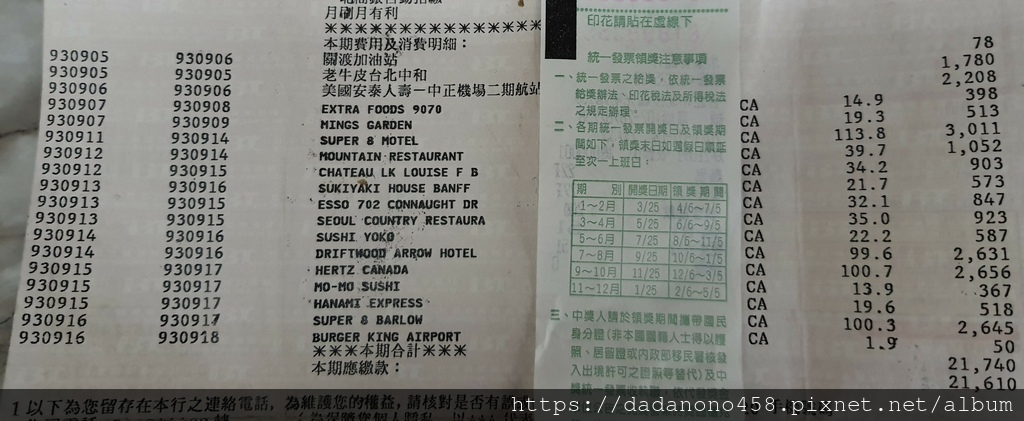 月刷月有利
本期費用及消費明細：
930905 930906 關渡加油站 78
930905 930905 老牛皮台北中和 1,780
930906 930906 美國安泰人壽－中正機場二期航站 2,208
930907 930908 EXTRA FOODS 9070 CA 14.9 398
930907 930909 MINGS GARDEN CA 19.3 513
930911 930914 SUPER 8 MOTEL CA 113.8 3,011
930912 930914 MOUNTAIN RESTAURANT CA 39.7 1,052
930912 930915 CHATEAU LK LOUISE F B CA 34.2 903
930913 930916 SUKIYAKI HOUSE BANFF CA 21.7 573
930913 930915 ESSO 702 CONNAUGHT DR CA 32.1 847
930913 930915 SEOUL COUNTRY RESTAURA CA 35.0 923
930914 930916 SUSHI YOKO CA 22.2 587
930914 930916 DRIFTWOOD ARROW HOTEL CA 99.6 2,631
930915 930917 HERTZ CANADA CA 100.7 2,656
930915 930917 MO-MO SUSHI CA 13.9 367
930915 930917 HANAMI EXPRESS CA 19.6 518
930916 930917 SUPER 8 BARLOW CA 100.3 2,645
930916 930918 BURGER KING AIRPORT CA 1.9 50
＊＊＊本期合計＊＊＊ 21,740
本期應繳款： 21,610
1 以下為您留存在本行之連絡電話，為維護您的權益，請核對是否有誤
印花請貼在虛線下
統一發票領獎注意事項
一、統一發票之給獎，依統一發票
給獎辦法、印花稅法及所得稅法
之規定辦理。
二、各期統一發票開獎日及領獎期
間如下，領獎末日如遇假日順延
至次一上班日：
期 別 開獎日期 領獎期間
1～2月 3/25 4/6～7/5
3～4月 5/25 6/6～9/5
5～6月 7/25 8/5～11/5
7～8月 9/25 10/6～1/5
9～10月 11/25 12/6～3/5
11～12月 1/25 2/6～5/5
三、中獎人請於領獎期間攜帶國民
身分證(非本國國籍人士得以護
照、居留證或內政部移民署核發
入出境許可之證照等替代)及中
https://dadanono458.pixnet.net/album